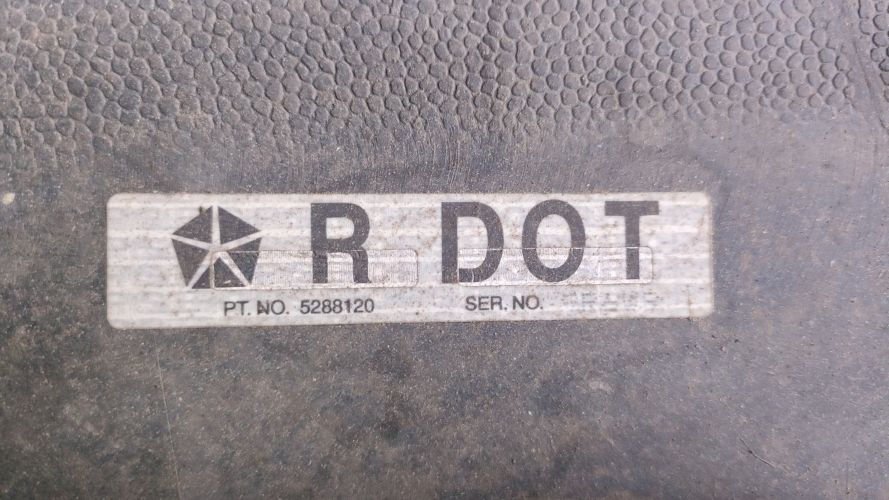 R DOT
PT. NO. 5288120 SER. NO.